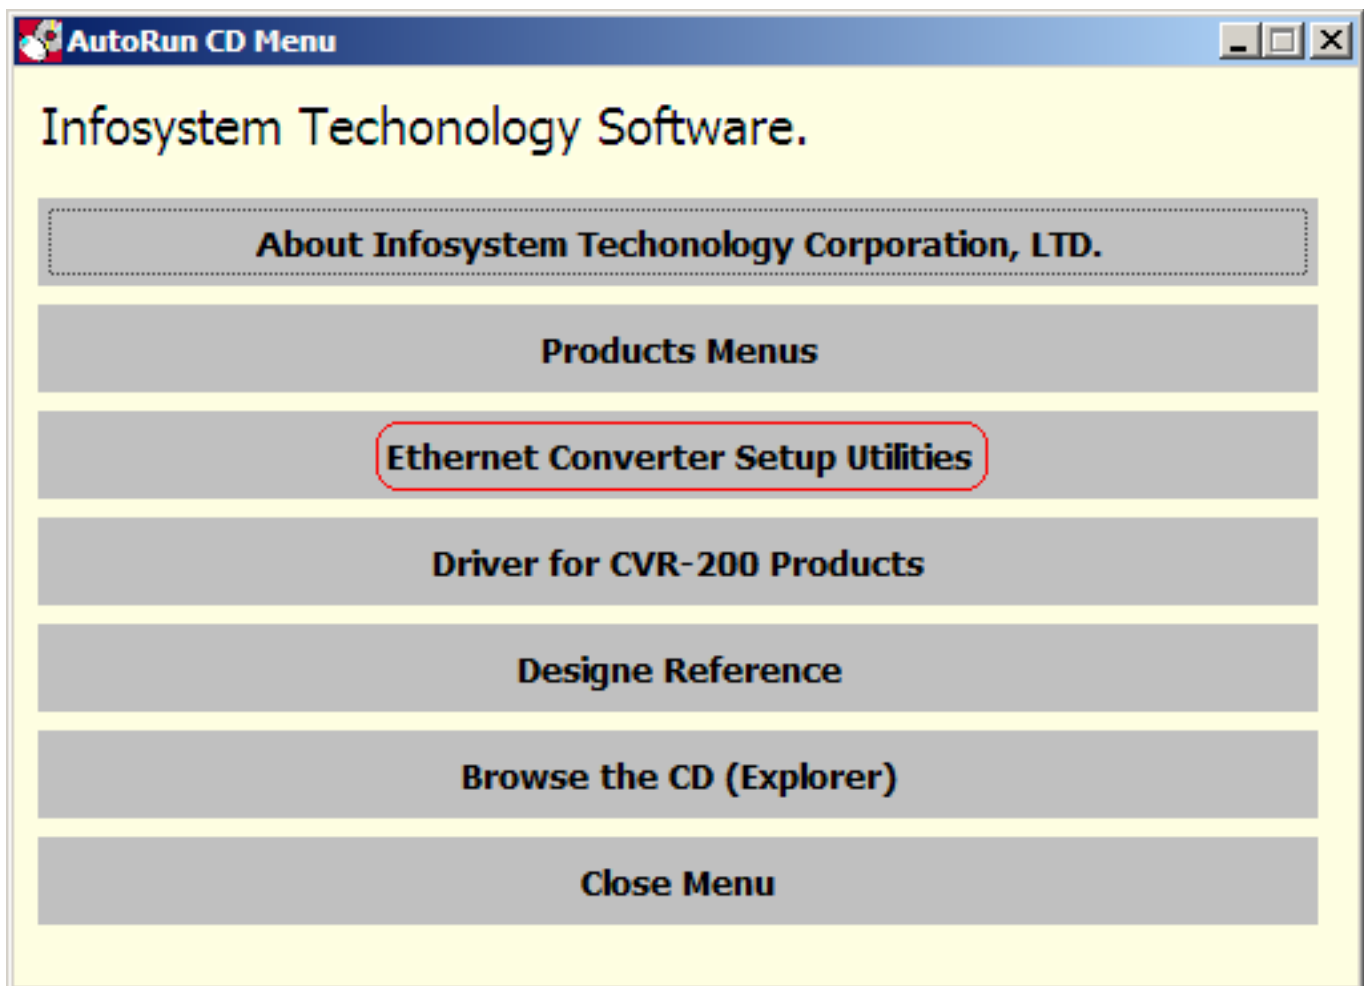 AutoRun CD Menu
Infosystem Techonology Software.
About Infosystem Techonology Corporation, LTD.
Products Menus
Ethernet Converter Setup Utilities
Driver for CVR-200 Products
Designe Reference
Browse the CD (Explorer)
Close Menu